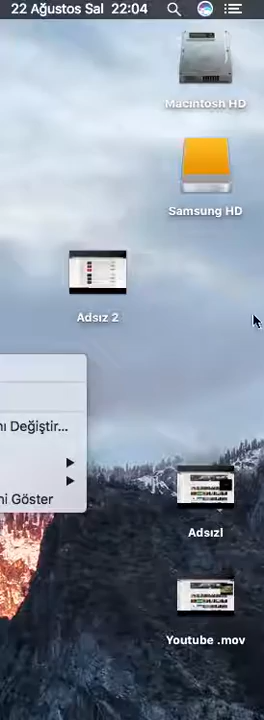 22 Ağustos Sal 22:04
Macintosh HD
Samsung HD
Adsız 2
nı Değiştir...
ni Göster
Adsızl
Youtube .mov